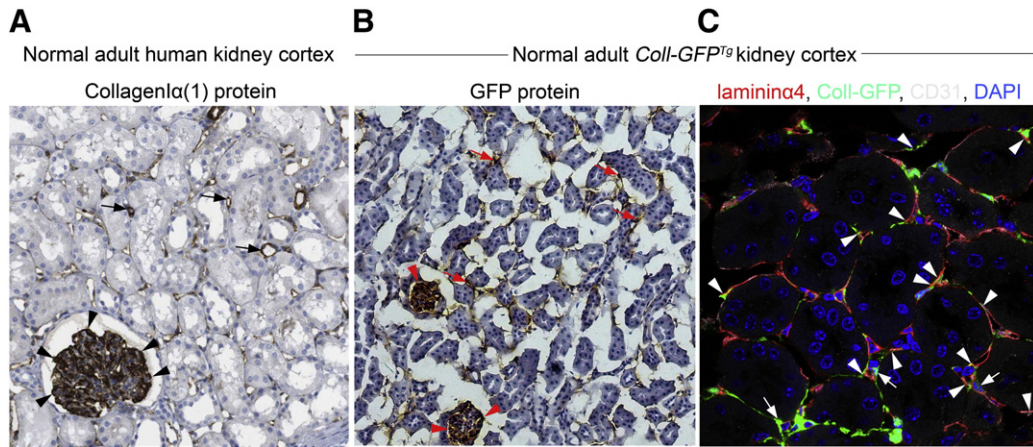 A
B
C
Normal adult human kidney cortex
Normal adult Coll-GFPTg kidney cortex
CollagenIα(1) protein
GFP protein
lamininα4, Coll-GFP, CD31, DAPI